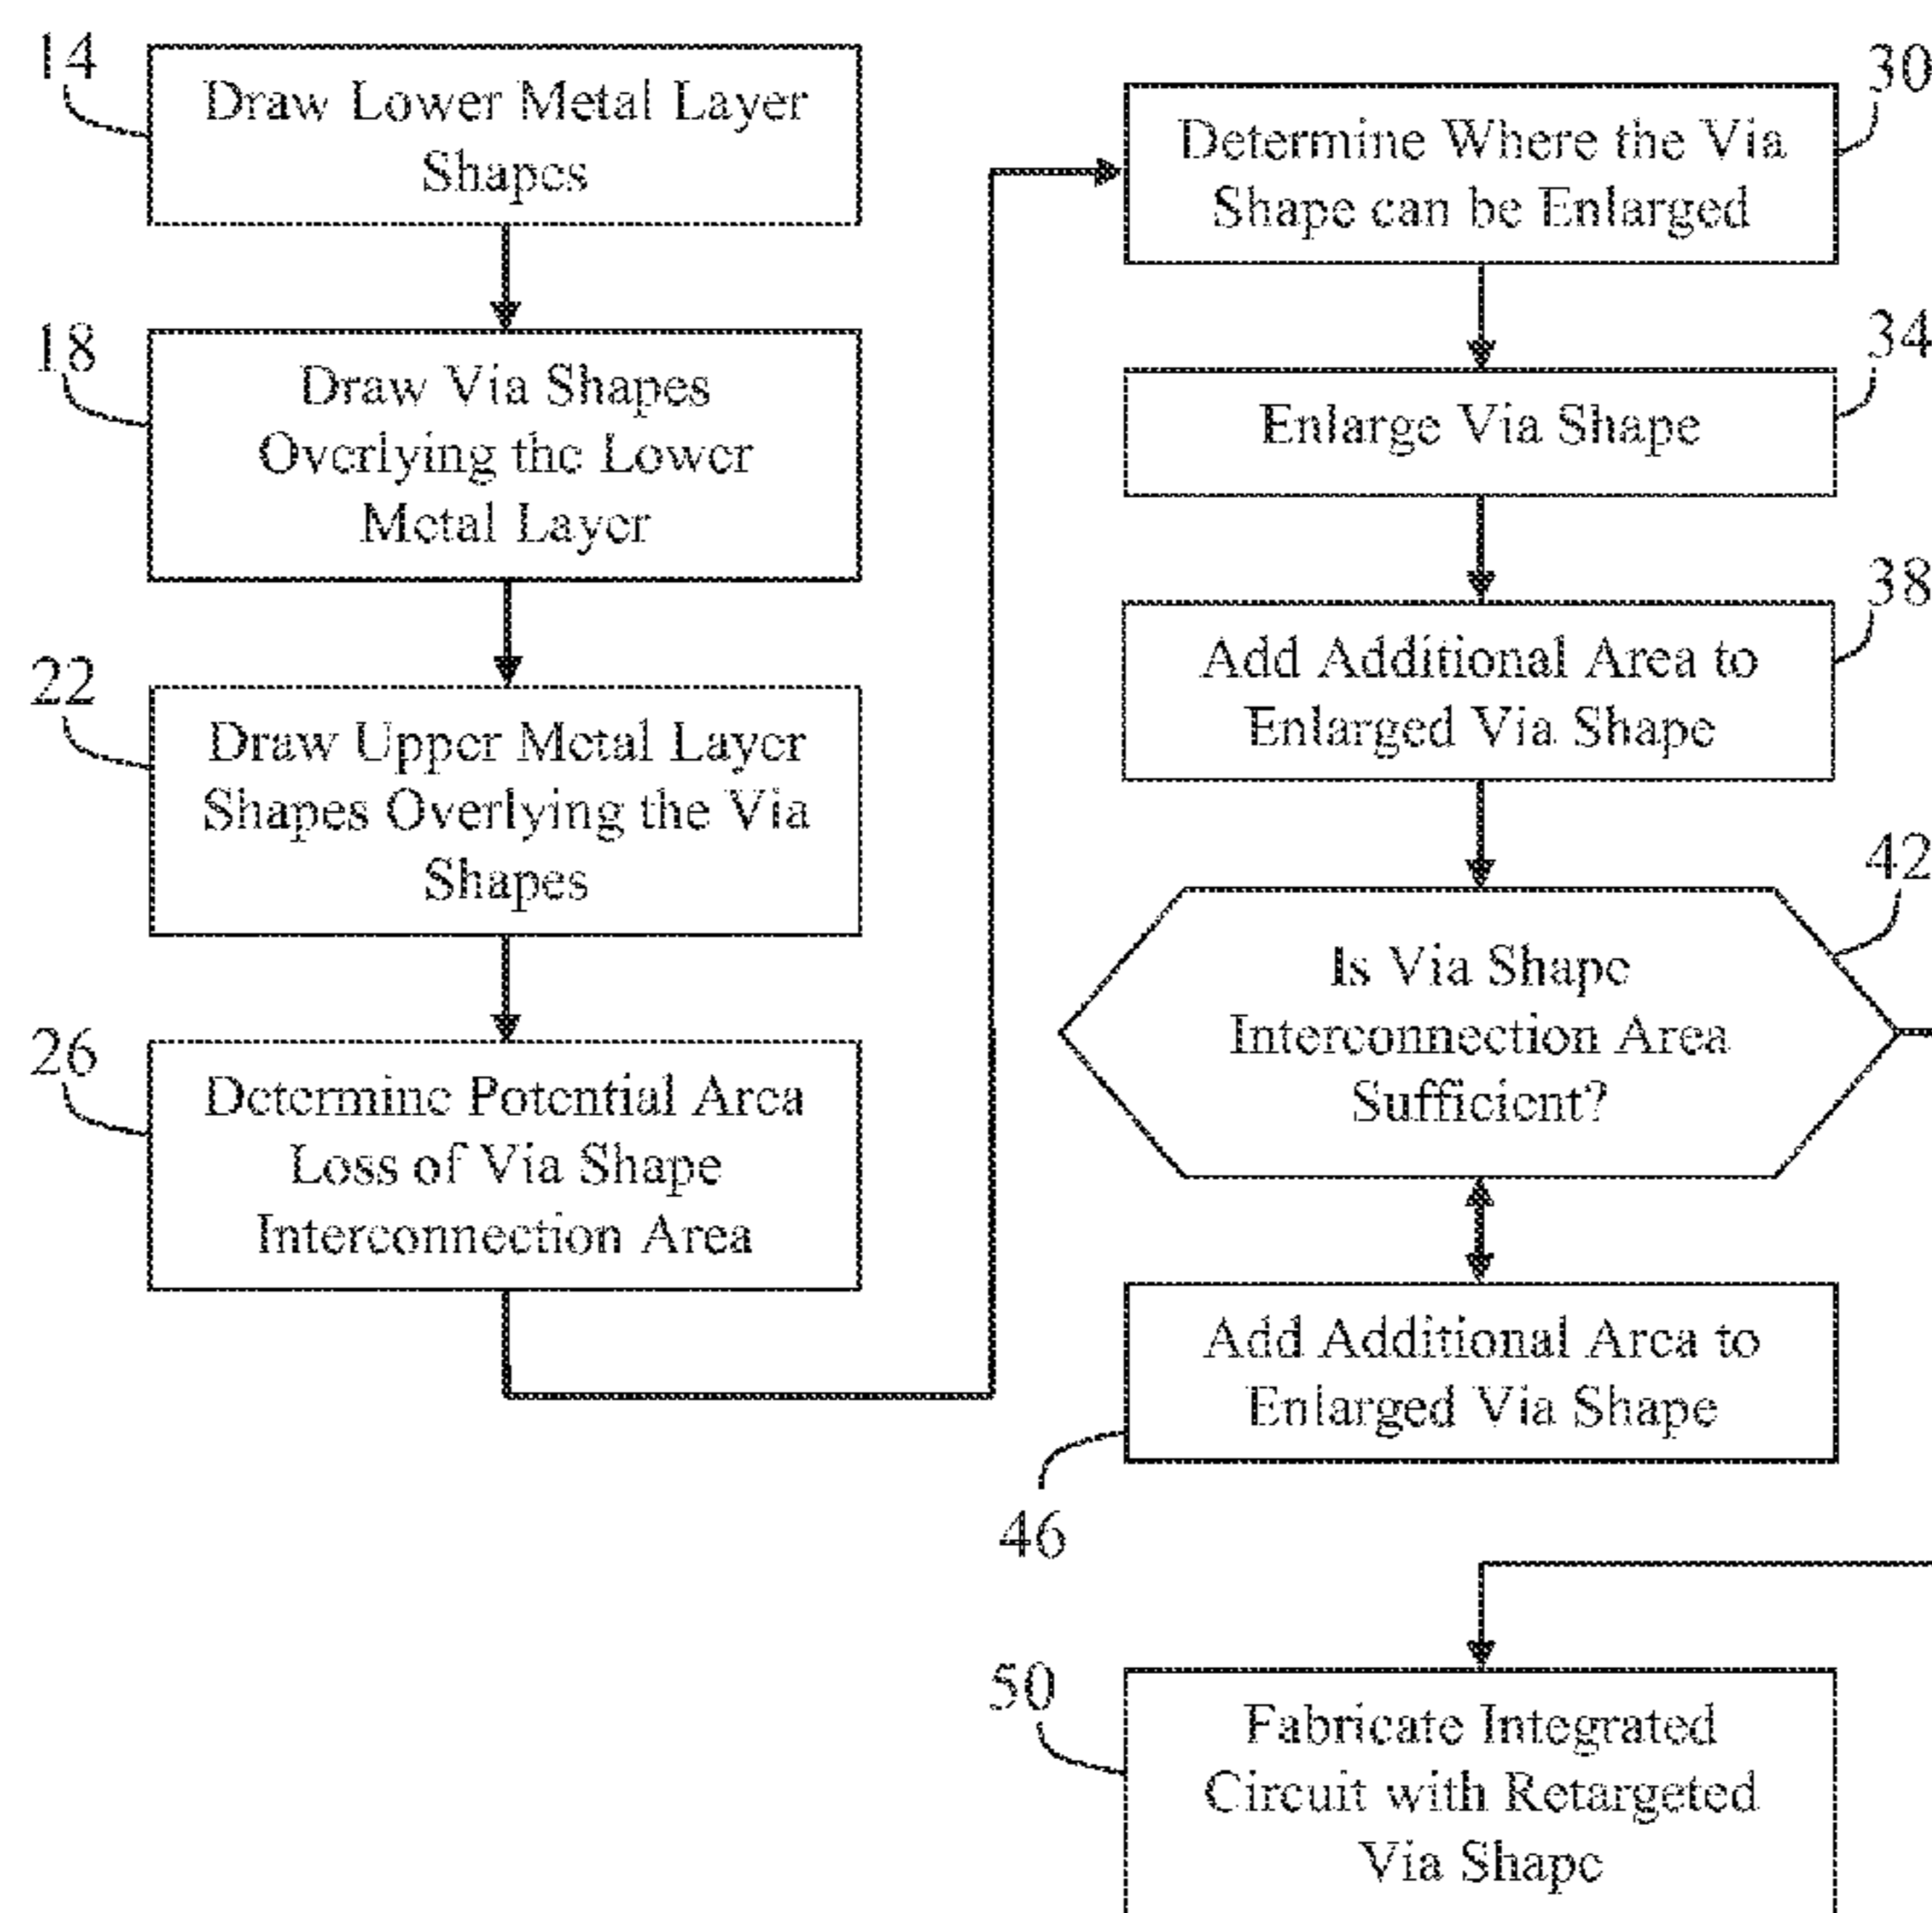 14
Draw Lower Metal Layer
Shapes
18
Draw Via Shapes
Overlying the Lower
Metal Layer
22
Draw Upper Metal Layer
Shapes Overlying the Via
Shapes
26
Determine Potential Area
Loss of Via Shape
Interconnection Area
30
Determine Where the Via
Shape can be Enlarged
34
Enlarge Via Shape
38
Add Additional Area to
Enlarged Via Shape
42
Is Via Shape
Interconnection Area
Sufficient?
Add Additional Area to
Enlarged Via Shape
46
50
Fabricate Integrated
Circuit with Retargeted
Via Shape